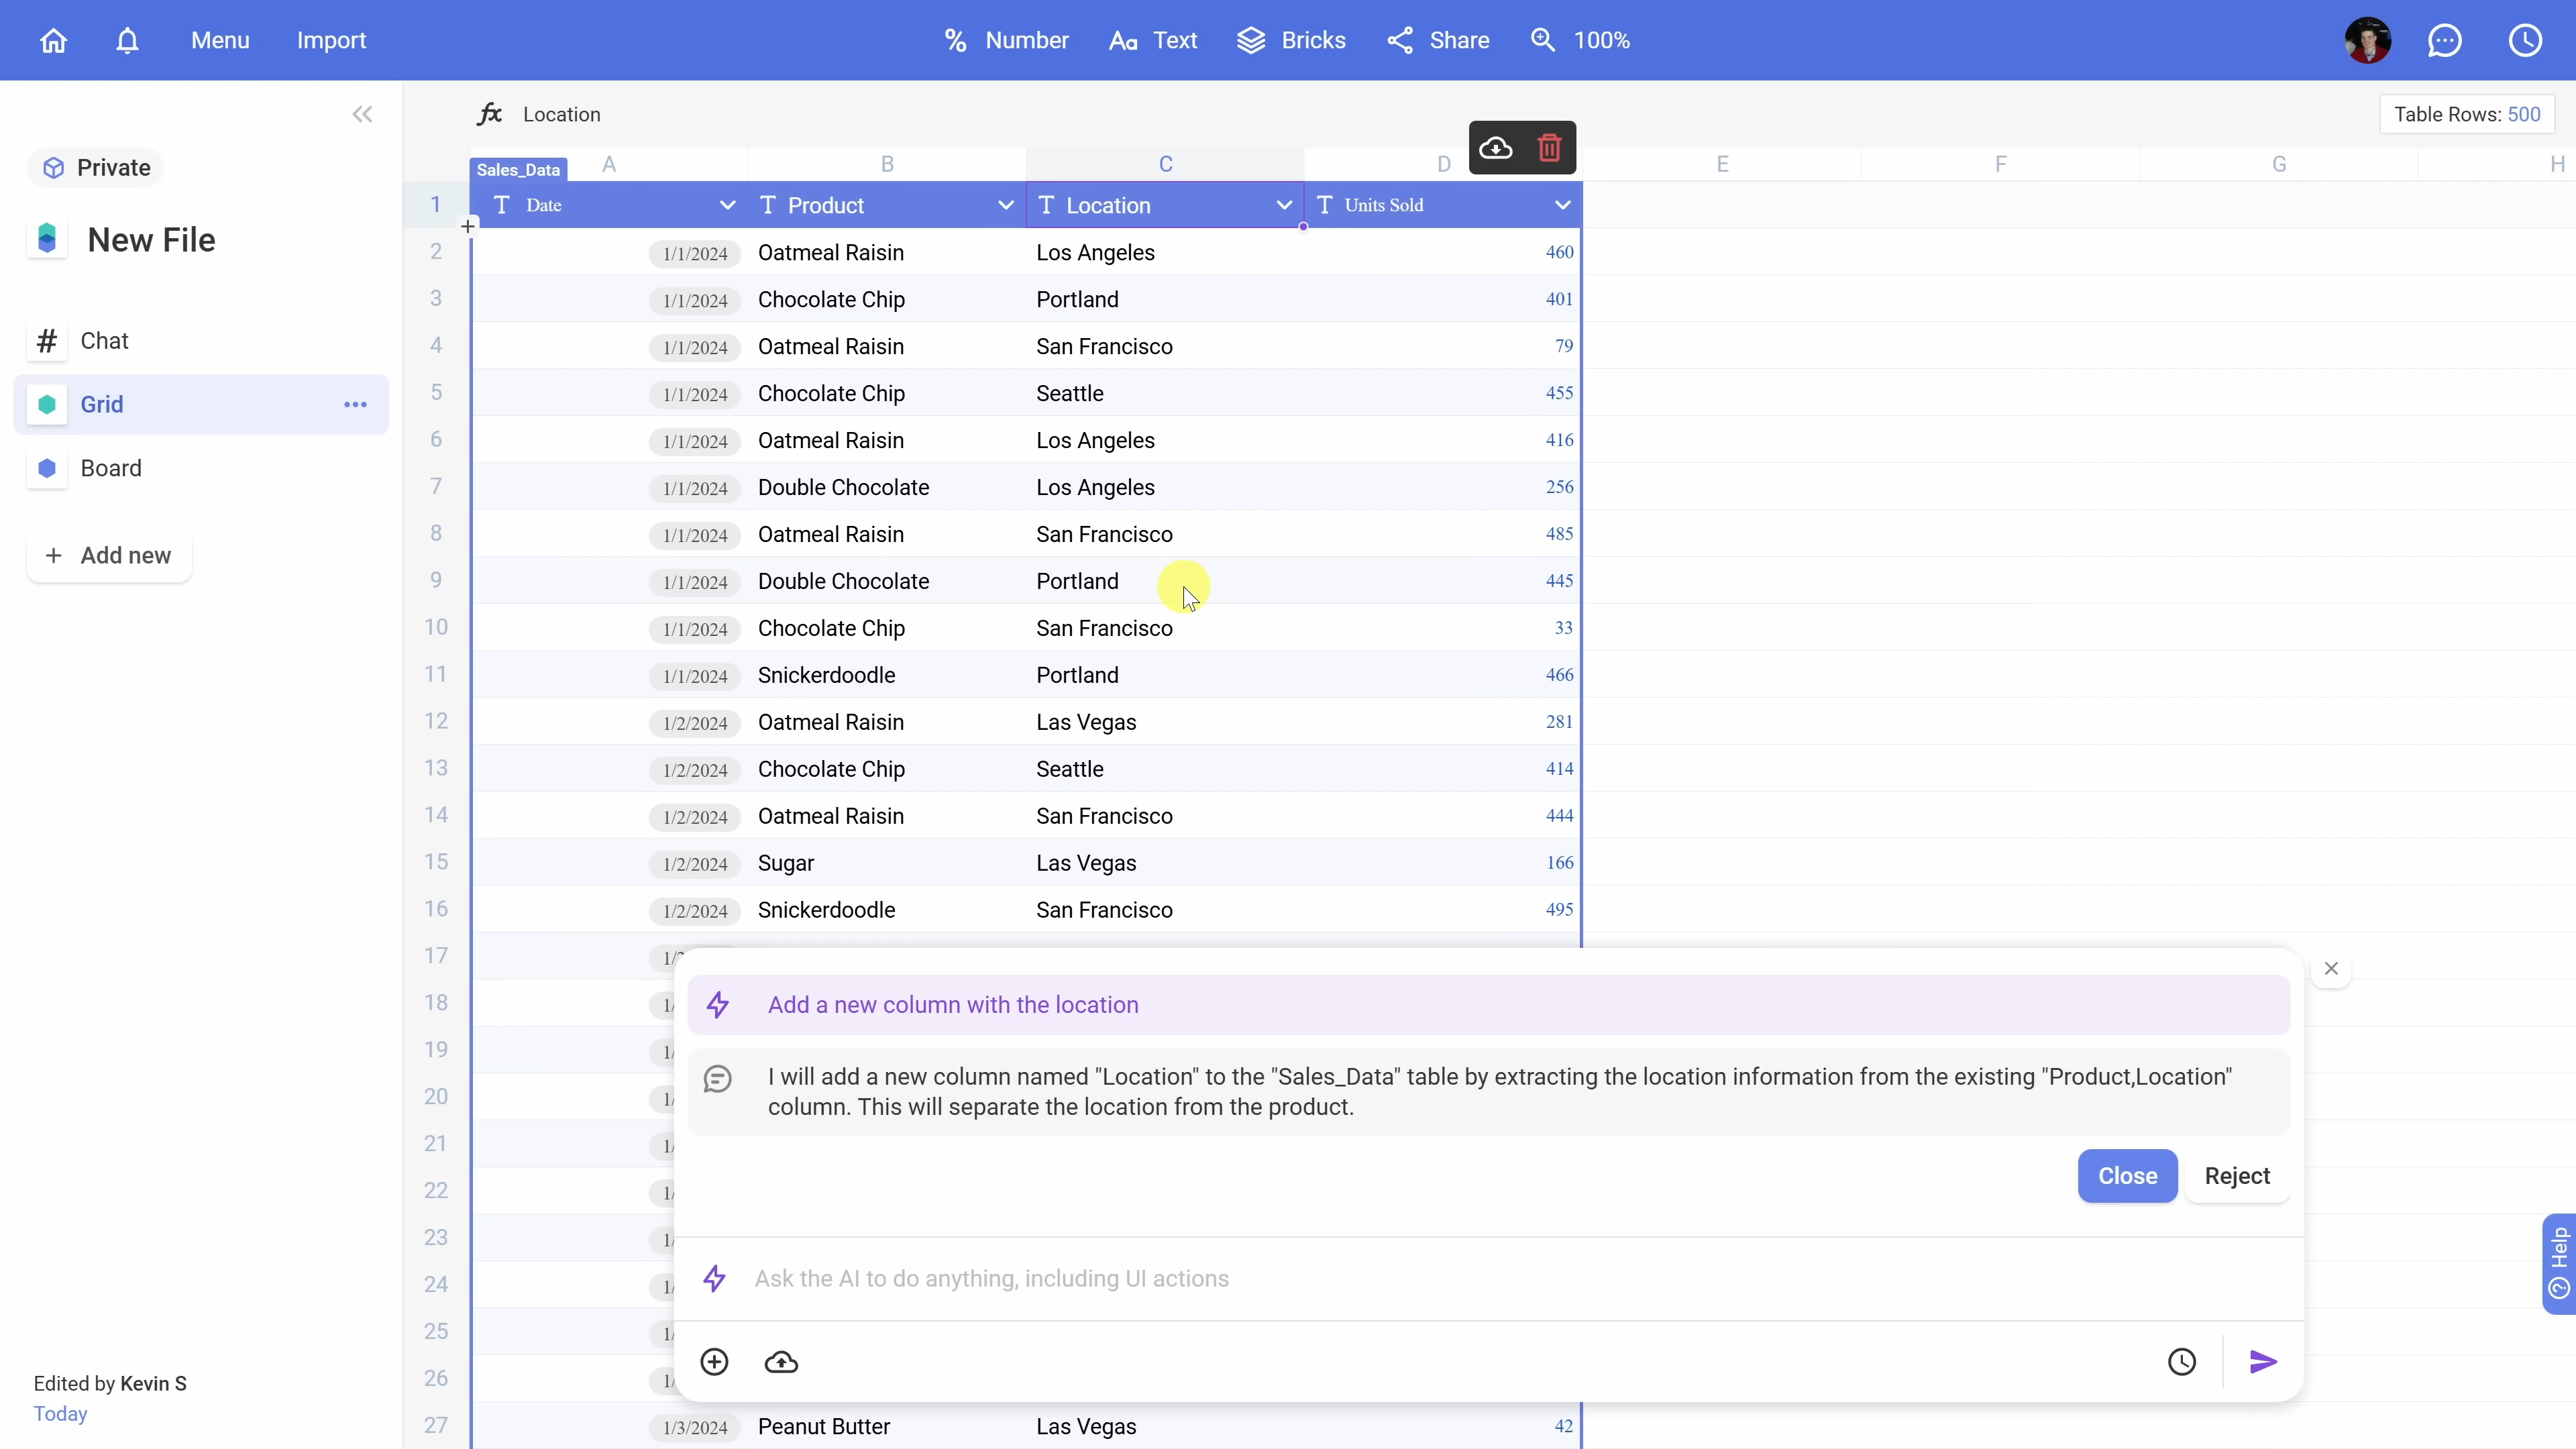 Menu Import % Number Aa Text Bricks Share 100%
Private
New File
# Chat
Grid
Board
+ Add new
Edited by Kevin S
Today
fx Location
Table Rows: 500
Sales_Data A B C D E F G H
1 T Date T Product T Location T Units Sold
2 1/1/2024 Oatmeal Raisin Los Angeles 460
3 1/1/2024 Chocolate Chip Portland 401
4 1/1/2024 Oatmeal Raisin San Francisco 79
5 1/1/2024 Chocolate Chip Seattle 455
6 1/1/2024 Oatmeal Raisin Los Angeles 416
7 1/1/2024 Double Chocolate Los Angeles 256
8 1/1/2024 Oatmeal Raisin San Francisco 485
9 1/1/2024 Double Chocolate Portland 445
10 1/1/2024 Chocolate Chip San Francisco 33
11 1/1/2024 Snickerdoodle Portland 466
12 1/2/2024 Oatmeal Raisin Las Vegas 281
13 1/2/2024 Chocolate Chip Seattle 414
14 1/2/2024 Oatmeal Raisin San Francisco 444
15 1/2/2024 Sugar Las Vegas 166
16 1/2/2024 Snickerdoodle San Francisco 495
17
18
19
20
21
22
23
24
25
26
27 1/3/2024 Peanut Butter Las Vegas 42
Add a new column with the location
I will add a new column named "Location" to the "Sales_Data" table by extracting the location information from the existing "Product,Location"
column. This will separate the location from the product.
Close Reject
Ask the AI to do anything, including UI actions
Help